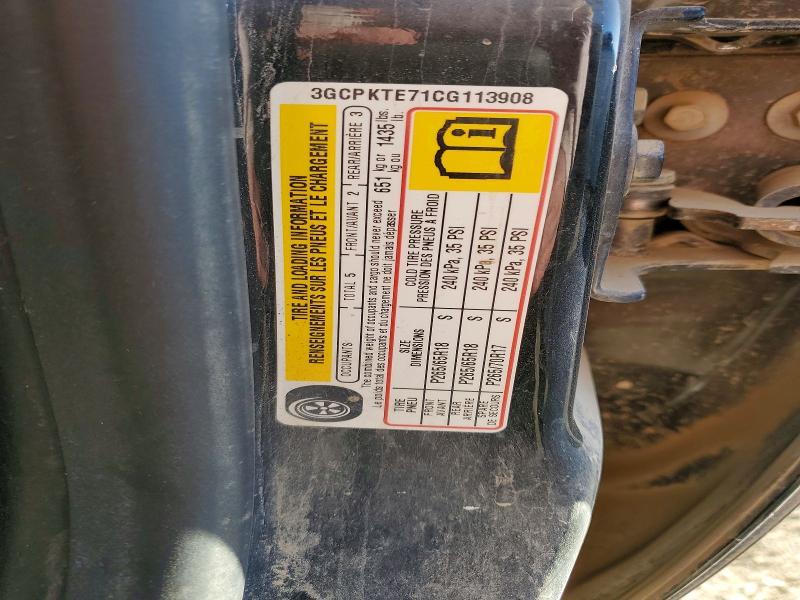 3GCPKTE71CG113908
TIRE AND LOADING INFORMATION
RENSEIGNEMENTS SUR LES PNEUS ET LE CHARGEMENT
OCCUPANTS TOTAL 5 FRONT/AVANT 2 REAR/ARRIÈRE 3
The combined weight of occupants and cargo should never exceed 651 kg or 1435 lbs.
Le poids total des occupants et du chargement ne doit jamais dépasser kg ou lb.
TIRE SIZE COLD TIRE PRESSURE
PNEU DIMENSIONS PRESSION DES PNEUS À FROID
FRONT
AVANT P265/65R18 S 240 kPa, 35 PSI
REAR
ARRIÈRE P265/65R18 S 240 kPa, 35 PSI
SPARE
DE SECOURS P265/70R17 S 240 kPa, 35 PSI